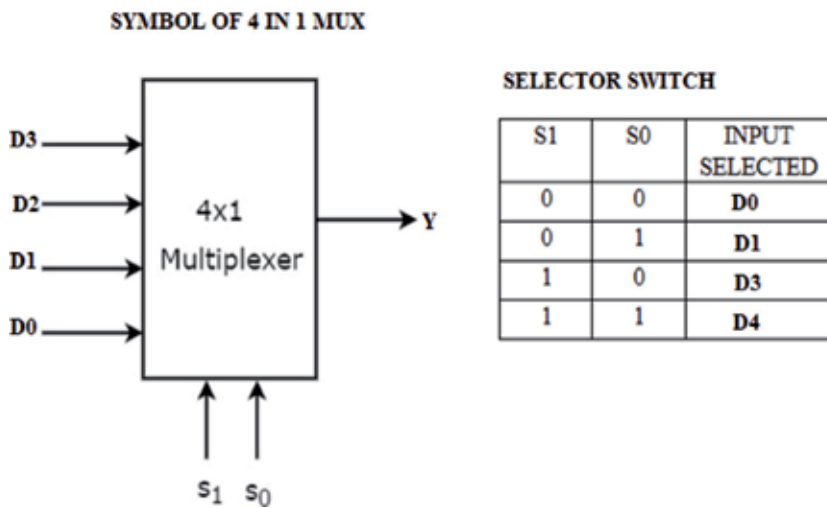 SYMBOL OF 4 IN 1 MUX
D3
D2
D1
D0
4x1
Multiplexer
Y
S1 S0
SELECTOR SWITCH
S1 S0 INPUT
SELECTED
0 0 D0
0 1 D1
1 0 D3
1 1 D4